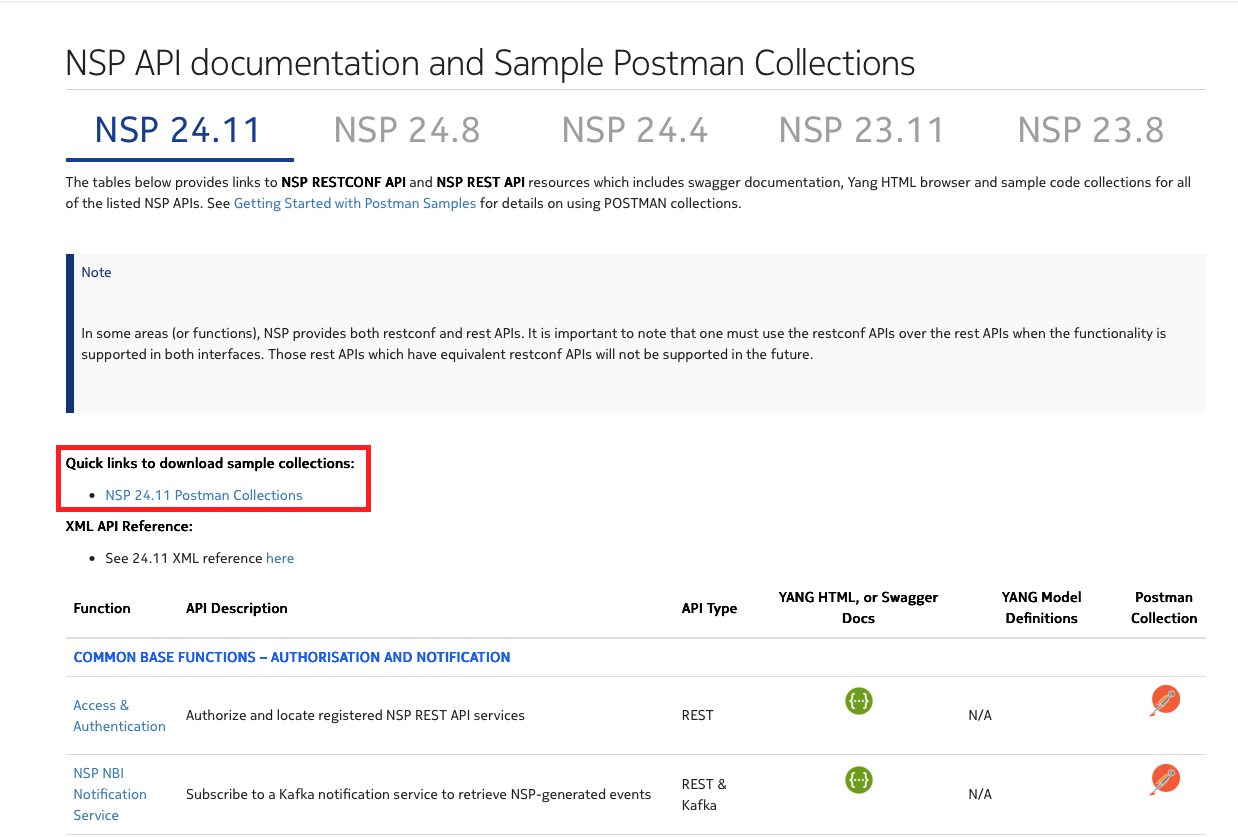 NSP API documentation and Sample Postman Collections
NSP 24.11 NSP 24.8 NSP 24.4 NSP 23.11 NSP 23.8
The tables below provides links to NSP RESTCONF API and NSP REST API resources which includes swagger documentation, Yang HTML browser and sample code collections for all
of the listed NSP APIs. See Getting Started with Postman Samples for details on using POSTMAN collections.
Note
In some areas (or functions), NSP provides both restconf and rest APIs. It is important to note that one must use the restconf APIs over the rest APIs when the functionality is
supported in both interfaces. Those rest APIs which have equivalent restconf APIs will not be supported in the future.
Quick links to download sample collections:
• NSP 24.11 Postman Collections
XML API Reference:
• See 24.11 XML reference here
Function API Description API Type YANG HTML, or Swagger Docs YANG Model Definitions Postman Collection
COMMON BASE FUNCTIONS – AUTHORISATION AND NOTIFICATION
Access &
Authentication
Authorize and locate registered NSP REST API services
REST
{···}
N/A
NSP NBI
Notification
Service
Subscribe to a Kafka notification service to retrieve NSP-generated events
REST &
Kafka
{···}
N/A